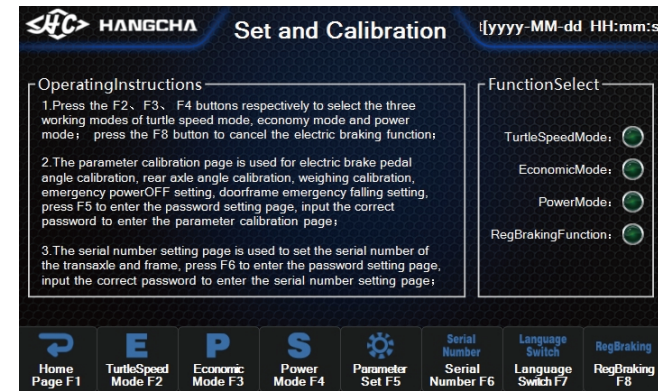 HC HANGCHA
Set and Calibration
t[yyyy-MM-dd HH:mm:s
OperatingInstructions
1.Press the F2、F3、 F4 buttons respectively to select the three
working modes of turtle speed mode, economy mode and power
mode； press the F8 button to cancel the electric braking function；
2.The parameter calibration page is used for electric brake pedal
angle calibration, rear axle angle calibration, weighing calibration,
emergency powerOFF setting, doorframe emergency falling setting,
press F5 to enter the password setting page, input the correct
password to enter the parameter calibration page；
3.The serial number setting page is used to set the serial number of
the transaxle and frame, press F6 to enter the password setting page,
input the correct password to enter the serial number setting page；
FunctionSelect
TurtleSpeedMode：
EconomicMode：
PowerMode：
RegBrakingFunction：
Home
Page F1
E
TurtleSpeed
Mode F2
P
Economic
Mode F3
S
Power
Mode F4
Parameter
Set F5
Serial
Number
Serial
Number F6
Language
Switch
Language
Switch F7
RegBraking
RegBraking
F8